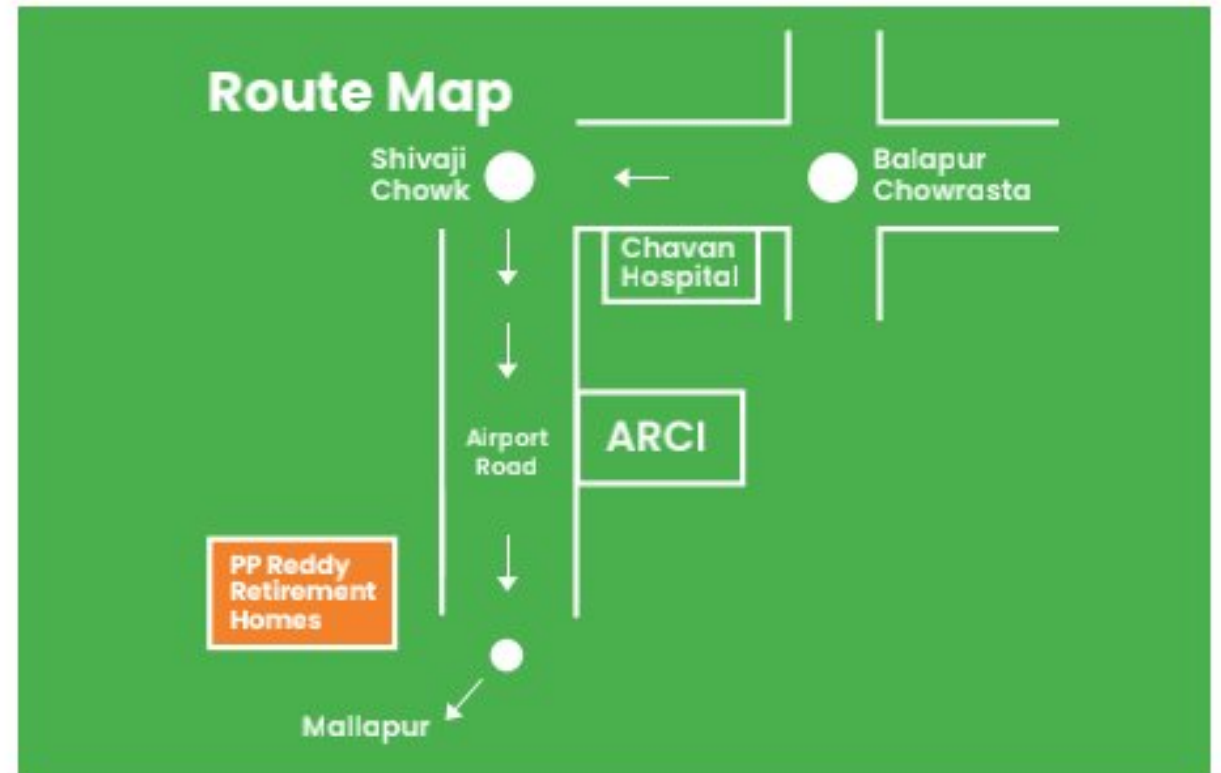 Route Map
Shivaji
Chowk
Balapur
Chowrasta
Chavan
Hospital
Airport
Road
ARCI
PP Reddy
Retirement
Homes
Mallapur